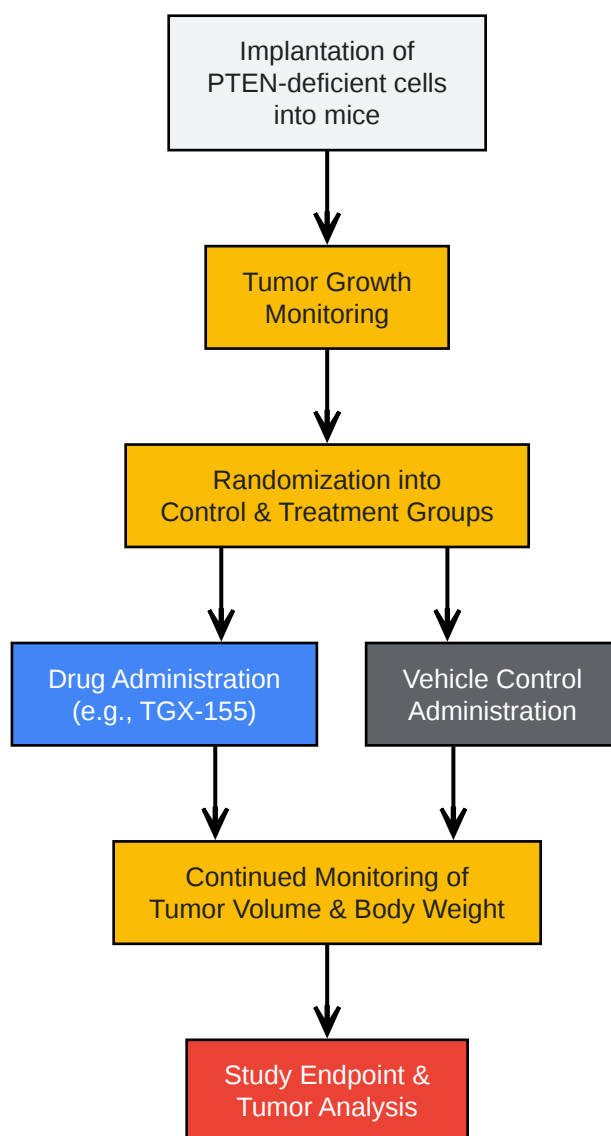 Implantation of
PTEN-deficient cells
into mice
Tumor Growth
Monitoring
Randomization into
Control & Treatment Groups
Drug Administration
(e.g., TGX-155)
Vehicle Control
Administration
Continued Monitoring of
Tumor Volume & Body Weight
Study Endpoint &
Tumor Analysis